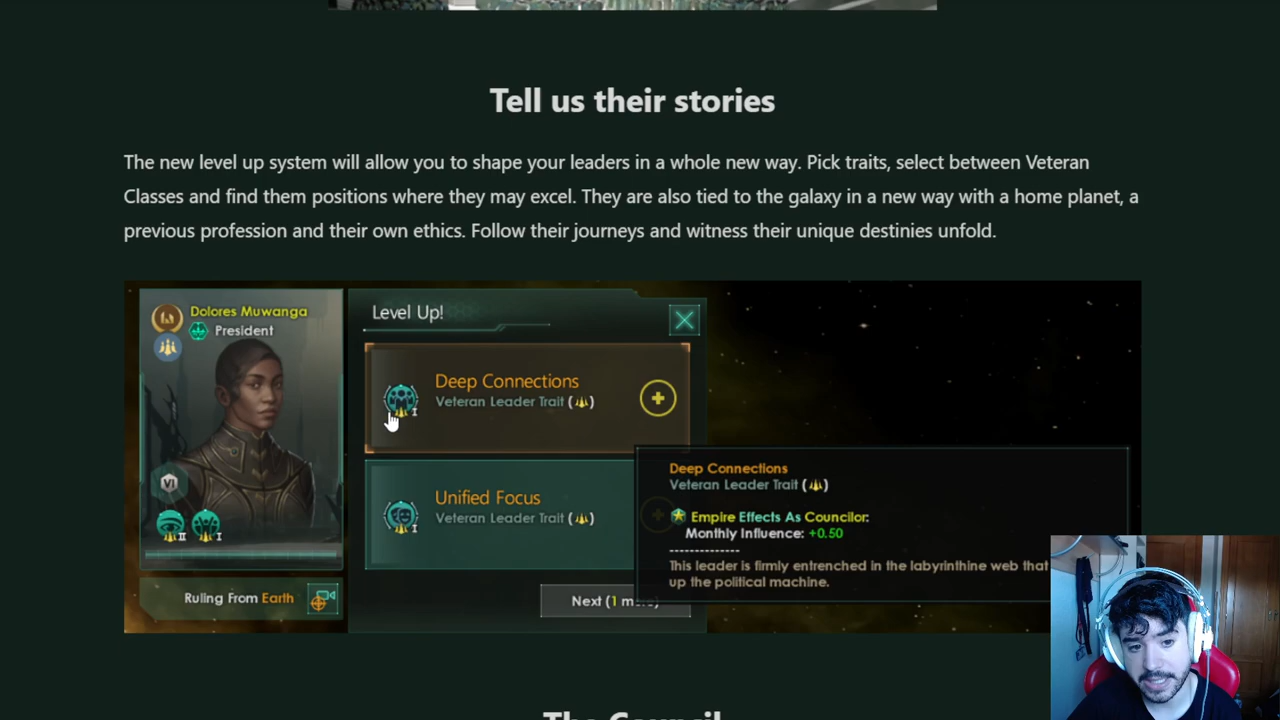 Tell us their stories
The new level up system will allow you to shape your leaders in a whole new way. Pick traits, select between Veteran
Classes and find them positions where they may excel. They are also tied to the galaxy in a new way with a home planet, a
previous profession and their own ethics. Follow their journeys and witness their unique destinies unfold.
Dolores Muwanga
President
VI
II
I
Ruling From Earth
Level Up!
Deep Connections
Veteran Leader Trait ( )
I
Unified Focus
Veteran Leader Trait ( )
I
Next (1
Deep Connections
Veteran Leader Trait ( )
Empire Effects As Councilor:
Monthly Influence: +0.50
--------------
This leader is firmly entrenched in the labyrinthine web that
up the political machine.
The Council